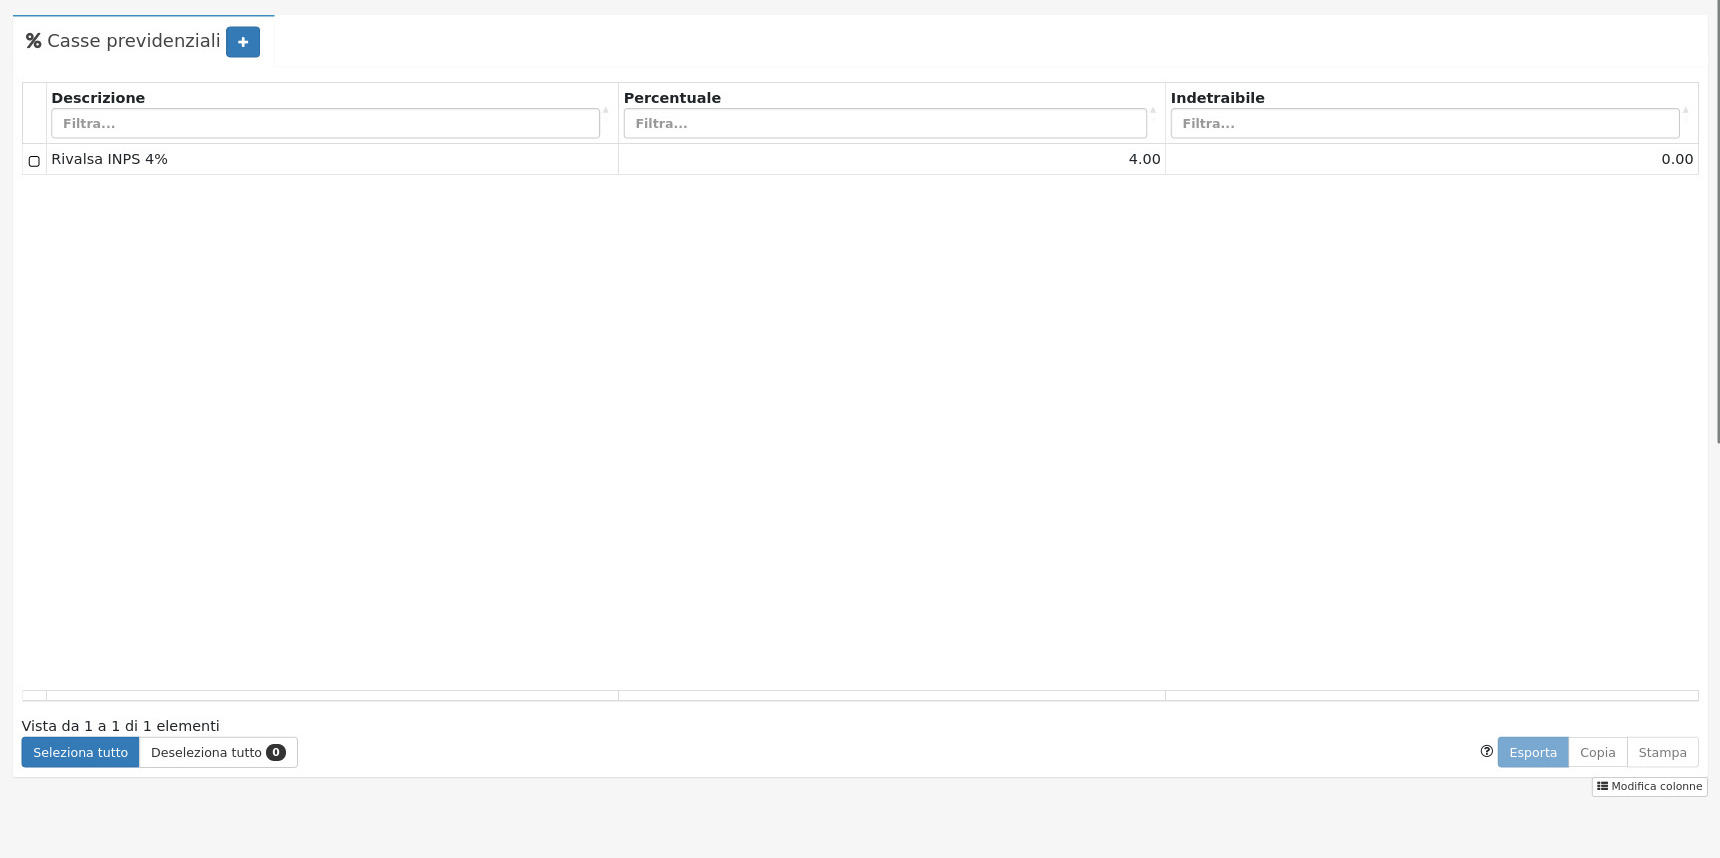 % Casse previdenziali +
Descrizione Percentuale Indetraibile
Filtra... Filtra... Filtra...
Rivalsa INPS 4% 4.00 0.00
Vista da 1 a 1 di 1 elementi
Seleziona tutto Deseleziona tutto 0 Esporta Copia Stampa
Modifica colonne